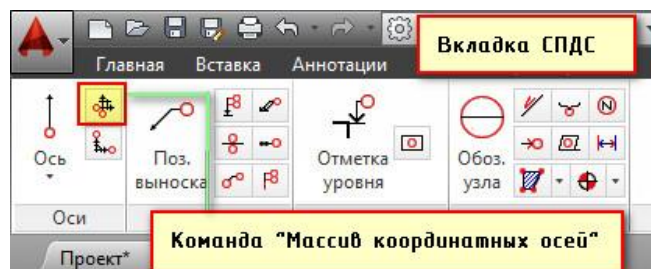 Вкладка СПДС
Главная Вставка Аннотации
Ось
Поз.
выноска
Отметка
уровня
Обоз.
узла
N
Оси
Команда "Массив координатных осей"
Проект*